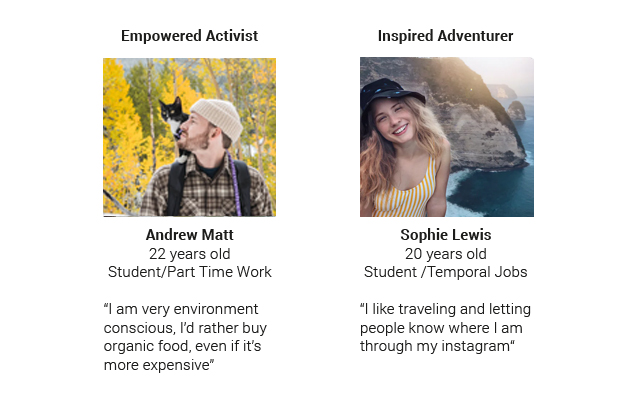 Empowered Activist
Andrew Matt
22 years old
Student/Part Time Work
“I am very environment
conscious, I’d rather buy
organic food, even if it’s
more expensive”
Inspired Adventurer
Sophie Lewis
20 years old
Student /Temporal Jobs
“I like traveling and letting
people know where I am
through my instagram“